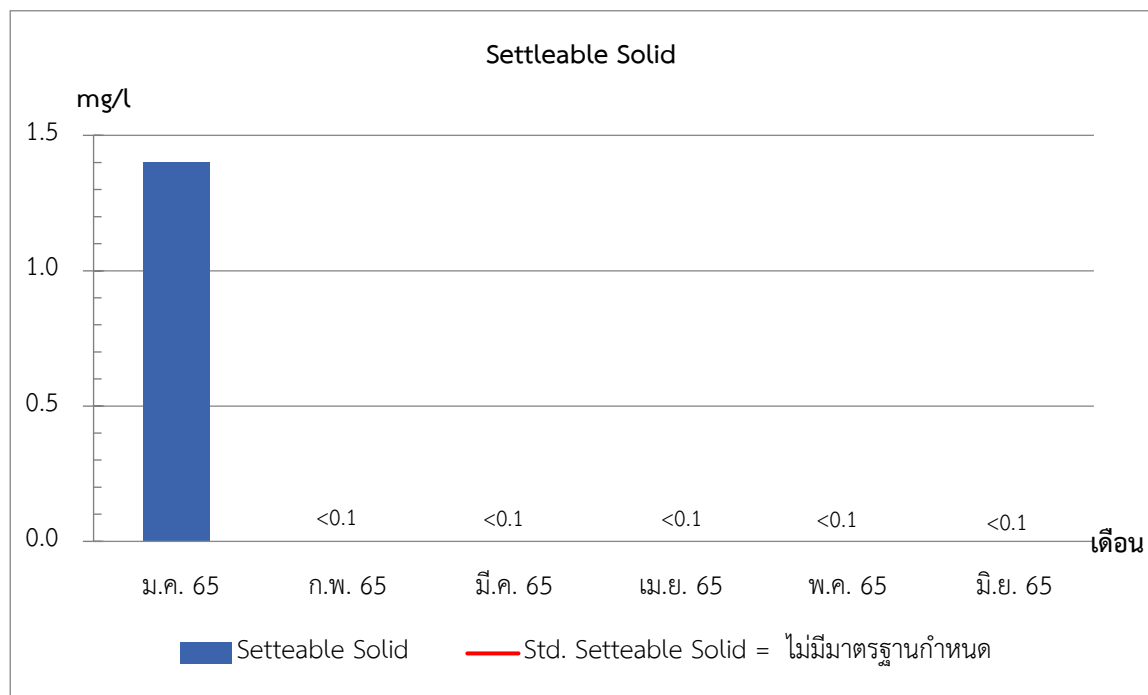 Settleable Solid
mg/l
1.5
1.0
0.5
0.0
<0.1 <0.1 <0.1 <0.1 <0.1
เดือน
ม.ค. 65 ก.พ. 65 มี.ค. 65 เม.ย. 65 พ.ค. 65 มิ.ย. 65
Setteable Solid Std. Setteable Solid = ไม่มีมาตรฐานกำหนด